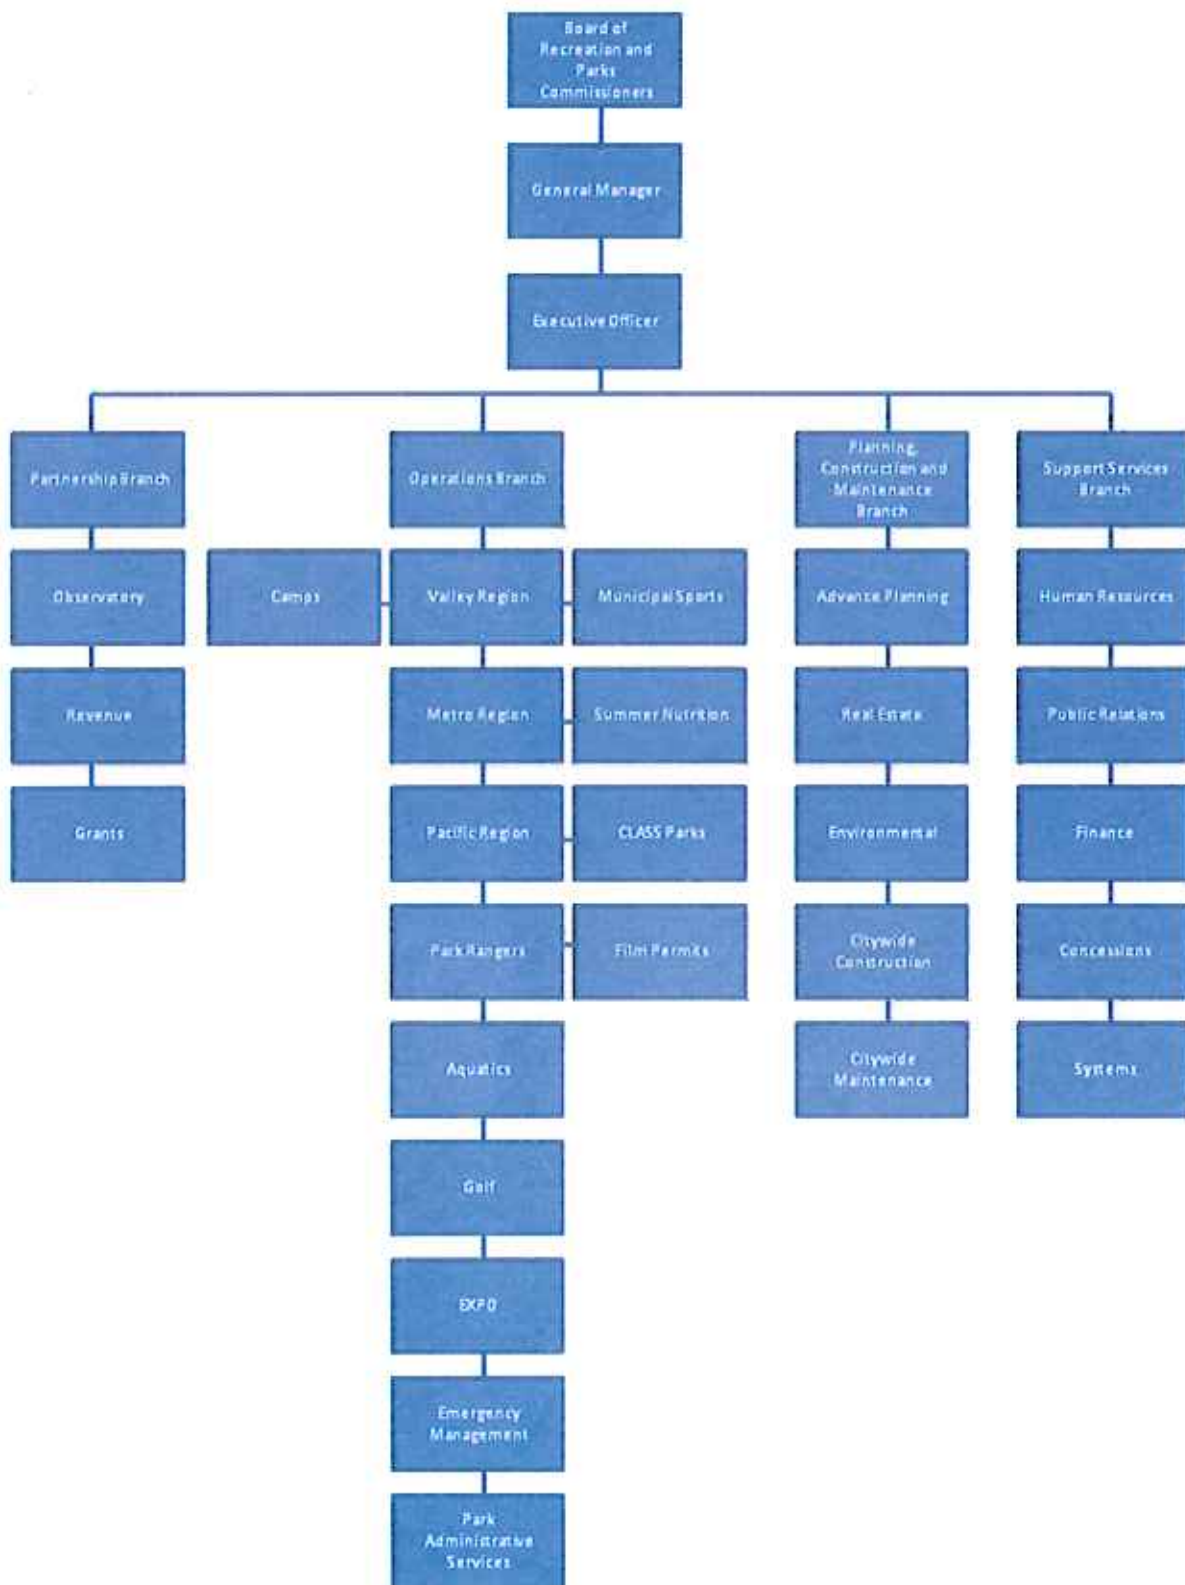 Board of
Recreation and
Parks
Commissioners
General Manager
Executive Officer
Partnership Branch
Operations Branch
Planning,
Construction and
Maintenance
Branch
Support Services
Branch
Observatory
Camps
Valley Region
Municipal Sports
Advance Planning
Human Resources
Revenue
Metro Region
Summer Nutrition
Real Estate
Public Relations
Grants
Pacific Region
CLASS Parks
Environmental
Finance
Park Rangers
Film Permits
Citywide
Construction
Concessions
Aquatics
Citywide
Maintenance
Systems
Golf
EXPO
Emergency
Management
Park
Administrative
Services